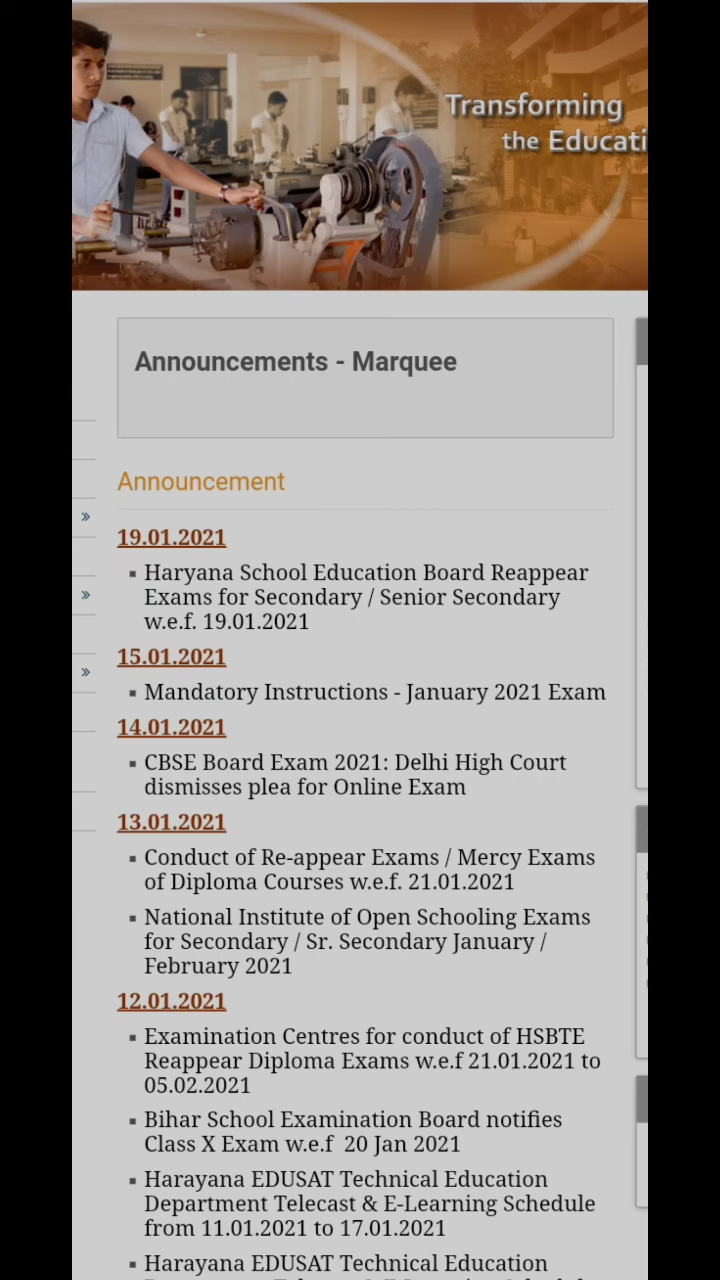 Transforming
the Educati
Announcements - Marquee
Announcement
19.01.2021
▪ Haryana School Education Board Reappear
Exams for Secondary / Senior Secondary
w.e.f. 19.01.2021
15.01.2021
▪ Mandatory Instructions - January 2021 Exam
14.01.2021
▪ CBSE Board Exam 2021: Delhi High Court
dismisses plea for Online Exam
13.01.2021
▪ Conduct of Re-appear Exams / Mercy Exams
of Diploma Courses w.e.f. 21.01.2021
▪ National Institute of Open Schooling Exams
for Secondary / Sr. Secondary January /
February 2021
12.01.2021
▪ Examination Centres for conduct of HSBTE
Reappear Diploma Exams w.e.f 21.01.2021 to
05.02.2021
▪ Bihar School Examination Board notifies
Class X Exam w.e.f  20 Jan 2021
▪ Harayana EDUSAT Technical Education
Department Telecast & E-Learning Schedule
from 11.01.2021 to 17.01.2021
▪ Harayana EDUSAT Technical Education